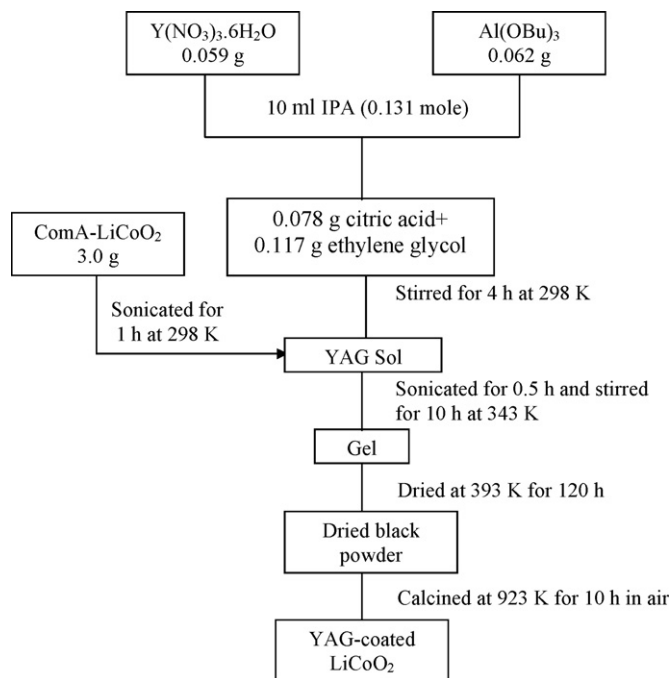 Y(NO₃)₃.6H₂O
0.059 g
Al(OBu)₃
0.062 g
10 ml IPA (0.131 mole)
0.078 g citric acid+
0.117 g ethylene glycol
ComA-LiCoO₂
3.0 g
Stirred for 4 h at 298 K
Sonicated for
1 h at 298 K
YAG Sol
Sonicated for 0.5 h and stirred
for 10 h at 343 K
Gel
Dried at 393 K for 120 h
Dried black
powder
Calcined at 923 K for 10 h in air
YAG-coated
LiCoO₂